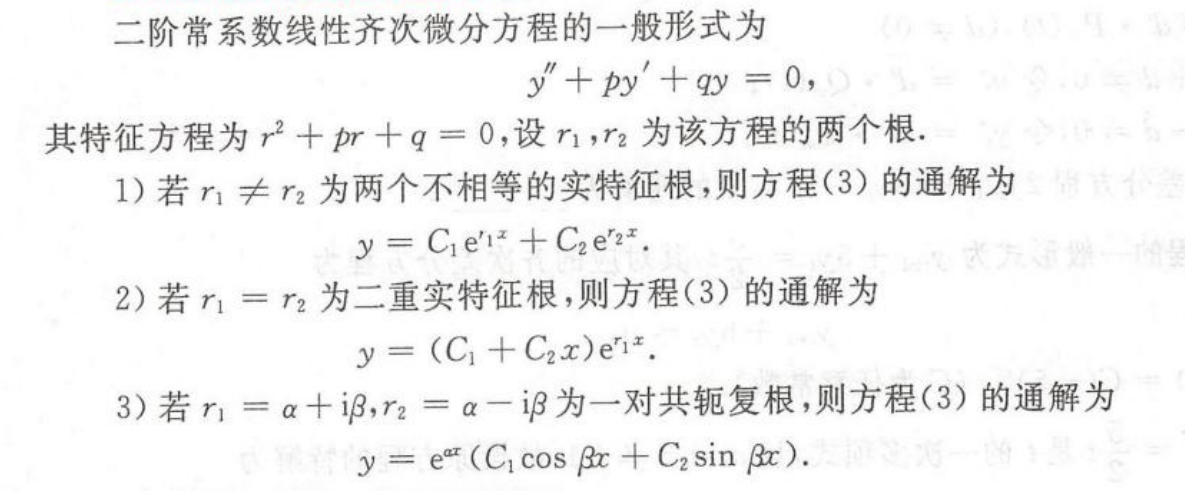 二阶常系数线性齐次微分方程的一般形式为
y″ + py′ + qy = 0,
其特征方程为 r² + pr + q = 0,设 r₁,r₂ 为该方程的两个根.
1) 若 r₁ ≠ r₂ 为两个不相等的实特征根,则方程(3) 的通解为
y = C₁e^{r₁x} + C₂e^{r₂x}.
2) 若 r₁ = r₂ 为二重实特征根,则方程(3) 的通解为
y = (C₁ + C₂x)e^{r₁x}.
3) 若 r₁ = α + iβ,r₂ = α − iβ 为一对共轭复根,则方程(3) 的通解为
y = e^{αx}(C₁cos βx + C₂sin βx).